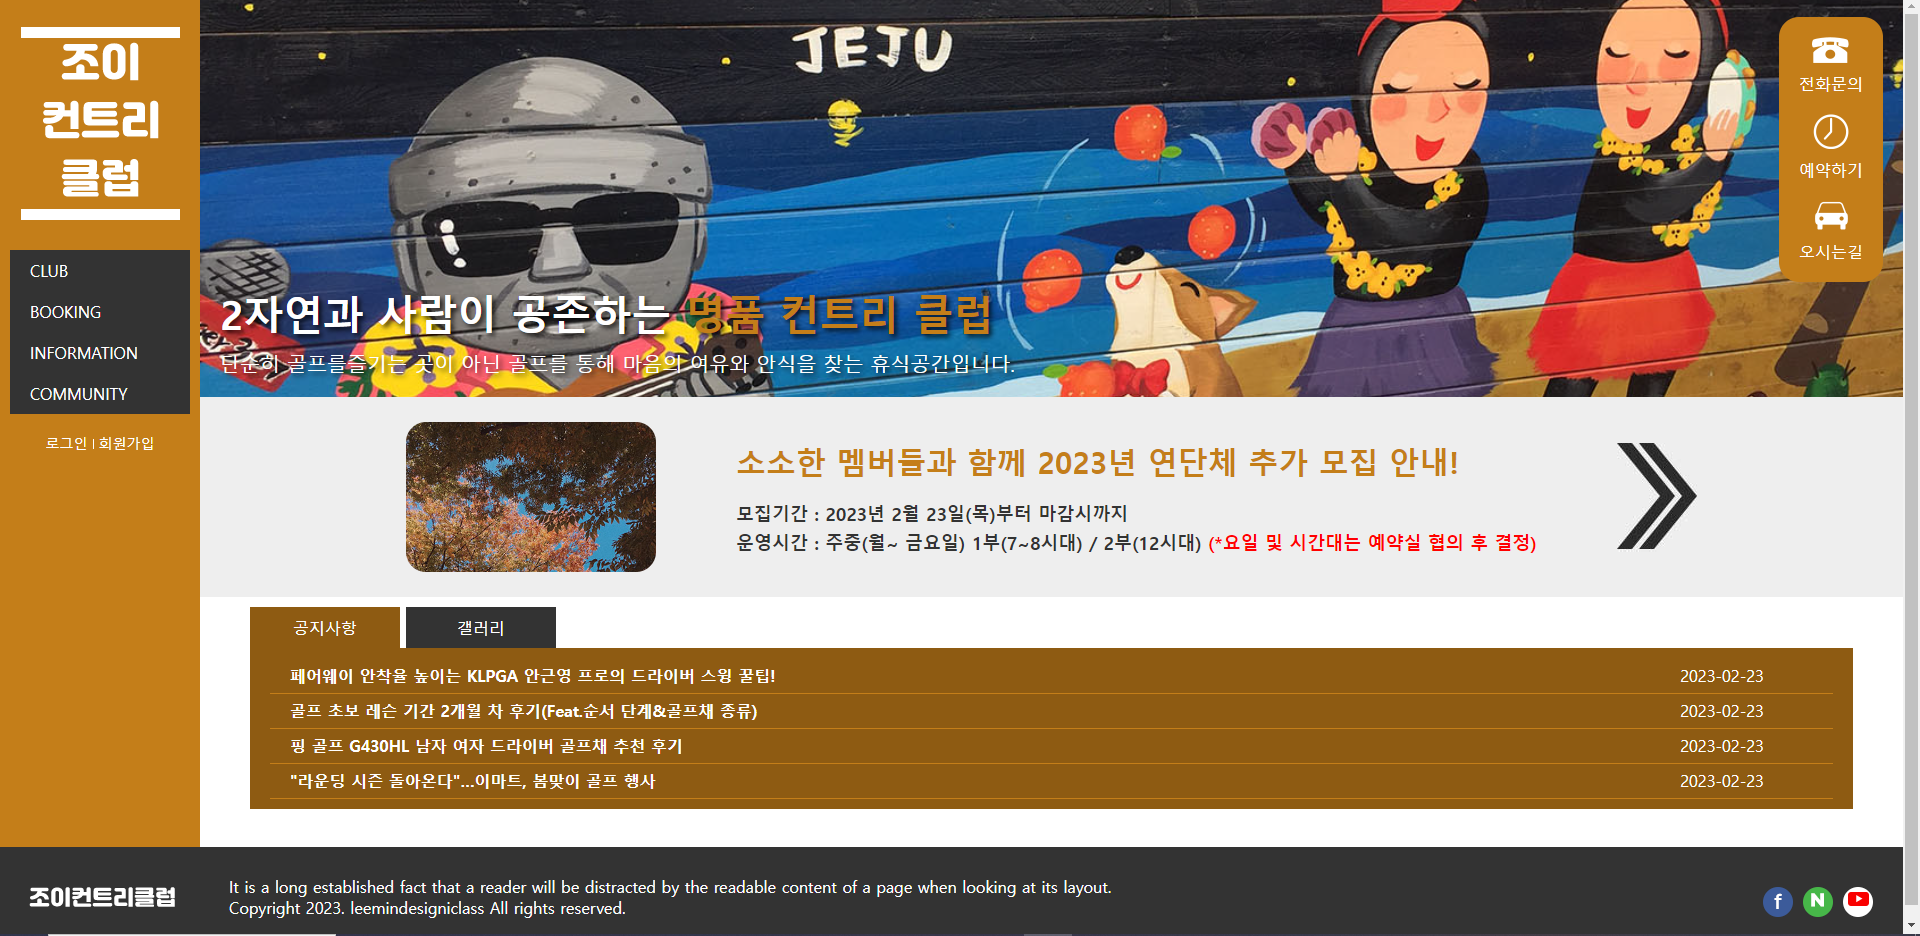 조이
컨트리
클럽
CLUB
BOOKING
INFORMATION
COMMUNITY
로그인 | 회원가입
JEJU
2자연과 사람이 공존하는 명품 컨트리 클럽
단순히 골프를즐기는 곳이 아닌 골프를 통해 마음의 여유와 안식을 찾는 휴식공간입니다.
전화문의
예약하기
오시는길
소소한 멤버들과 함께 2023년 연단체 추가 모집 안내!
모집기간 : 2023년 2월 23일(목)부터 마감시까지
운영시간 : 주중(월~ 금요일) 1부(7~8시대) / 2부(12시대) (*요일 및 시간대는 예약실 협의 후 결정)
공지사항
갤러리
페어웨이 안착율 높이는 KLPGA 안근영 프로의 드라이버 스윙 꿀팁! 2023-02-23
골프 초보 레슨 기간 2개월 차 후기(Feat.순서 단계&골프채 종류) 2023-02-23
핑 골프 G430HL 남자 여자 드라이버 골프채 추천 후기 2023-02-23
"라운딩 시즌 돌아온다"...이마트, 봄맞이 골프 행사 2023-02-23
조이컨트리클럽
It is a long established fact that a reader will be distracted by the readable content of a page when looking at its layout.
Copyright 2023. leemindesigniclass All rights reserved.
f
N